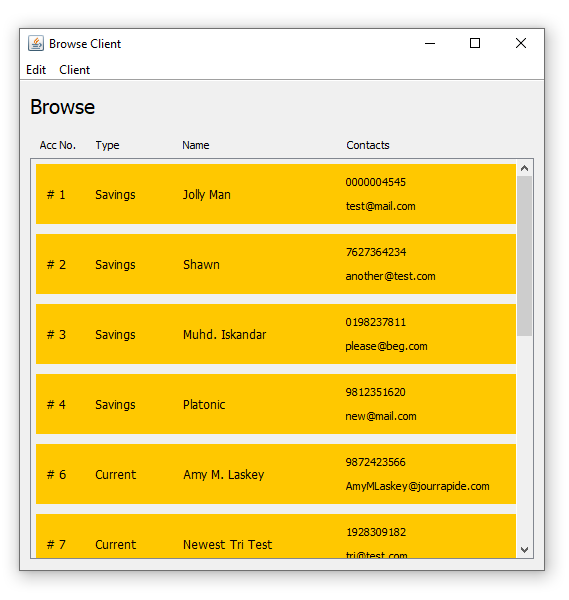 Browse Client
Edit Client
Browse
Acc No. Type Name Contacts
# 1 Savings Jolly Man 0000004545
test@mail.com
# 2 Savings Shawn 7627364234
another@test.com
# 3 Savings Muhd. Iskandar 0198237811
please@beg.com
# 4 Savings Platonic 9812351620
new@mail.com
# 6 Current Amy M. Laskey 9872423566
AmyMLaskey@jourrapide.com
# 7 Current Newest Tri Test 1928309182
tri@test.com